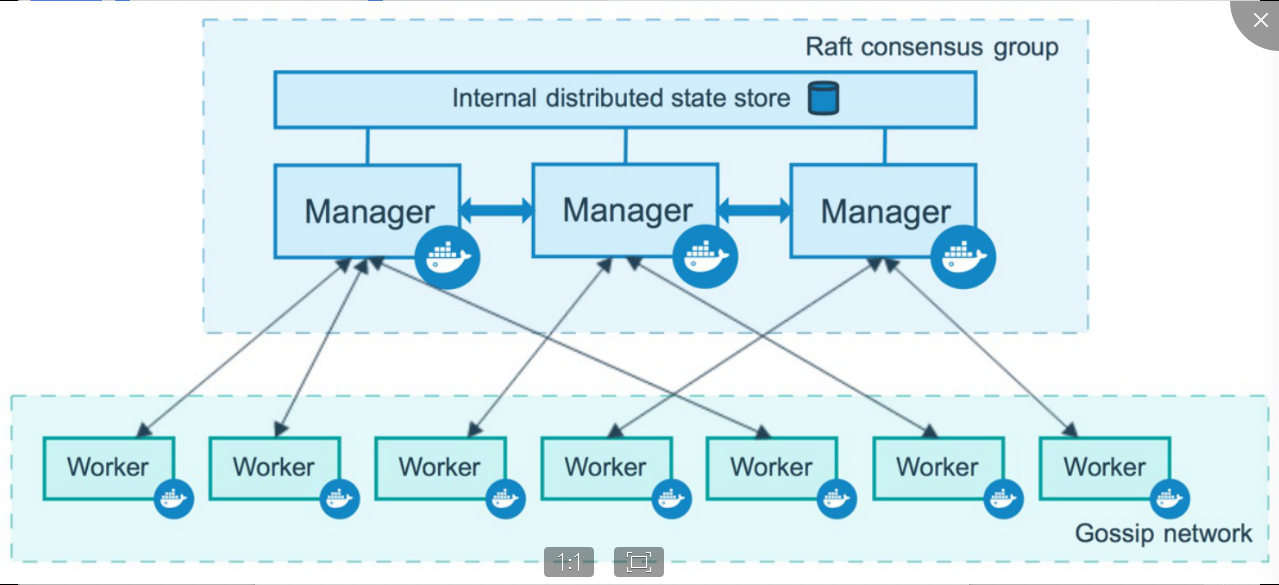 Raft consensus group
Internal distributed state store
Manager
Manager
Manager
Worker
Worker
Worker
Worker
Worker
Worker
Worker
Gossip network
1:1